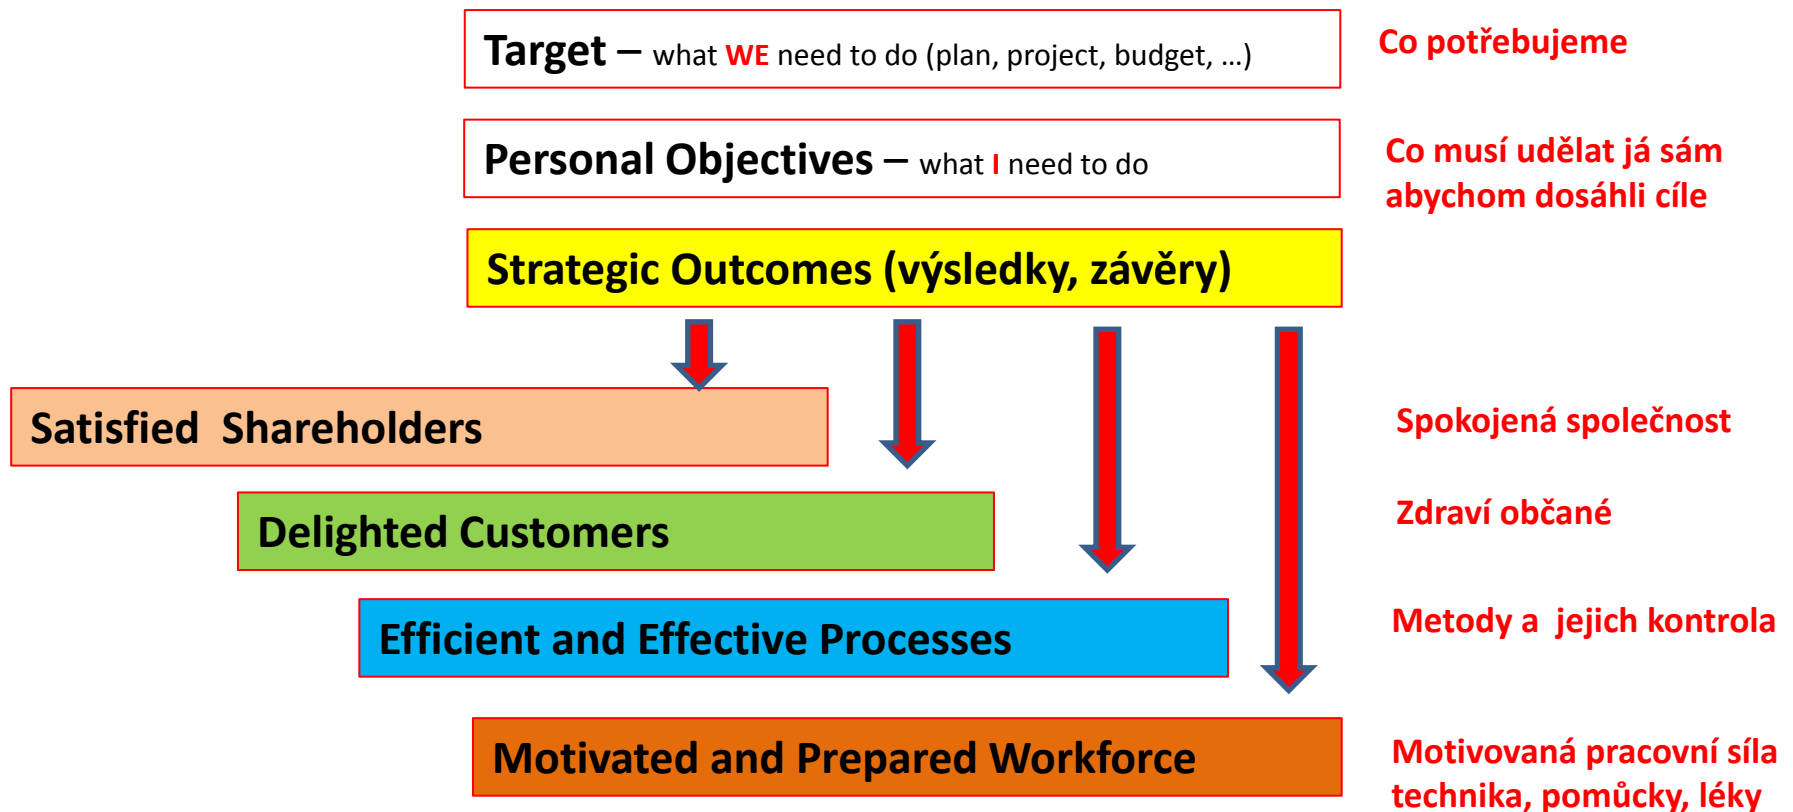 Target – what WE need to do (plan, project, budget, ...)
Co potřebujeme
Personal Objectives – what I need to do
Co musí udělat já sám
abychom dosáhli cíle
Strategic Outcomes (výsledky, závěry)
Satisfied Shareholders
Spokojená společnost
Delighted Customers
Zdraví občané
Efficient and Effective Processes
Metody a jejich kontrola
Motivated and Prepared Workforce
Motivovaná pracovní síla
technika, pomůcky, léky